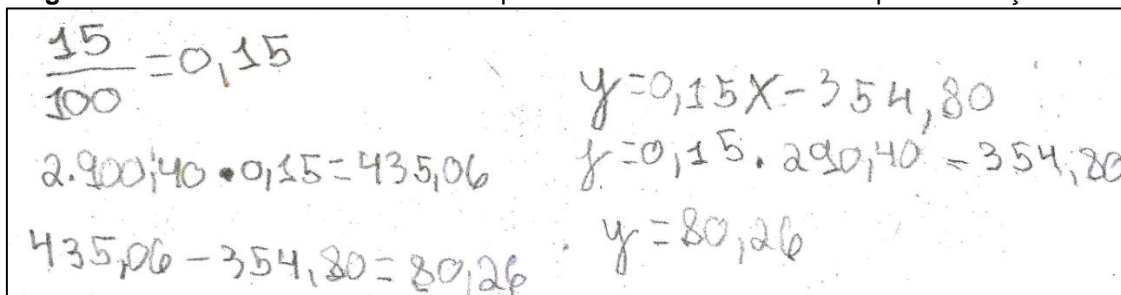 15/100 = 0,15
2.900,40 • 0,15 = 435,06
435,06 - 354,80 = 80,26
y = 0,15x - 354,80
y = 0,15 . 290,40 - 354,80
y = 80,26